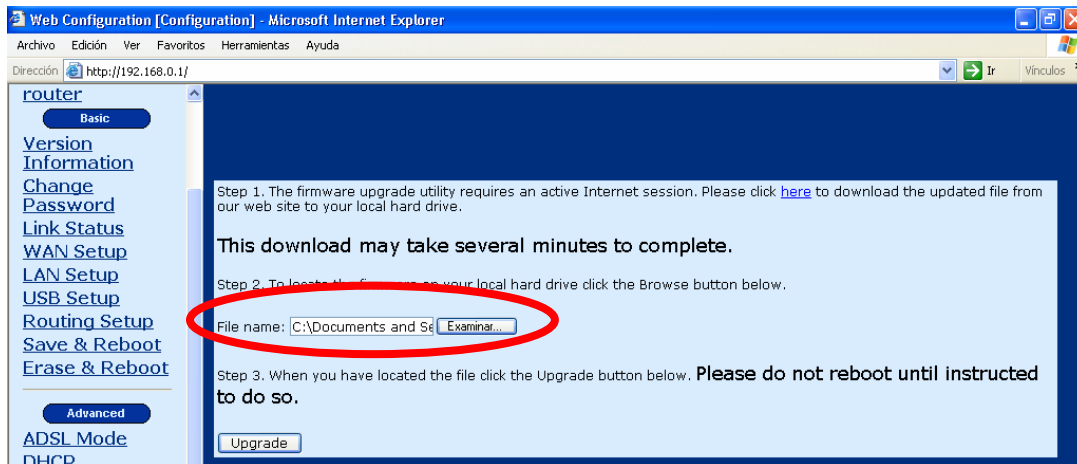 Web Configuration [Configuration] - Microsoft Internet Explorer
Archivo Edición Ver Favoritos Herramientas Ayuda
Dirección http://192.168.0.1/ Ir Vínculos
router
Basic
Version
Information
Change
Password
Link Status
WAN Setup
LAN Setup
USB Setup
Routing Setup
Save & Reboot
Erase & Reboot
Advanced
ADSL Mode
DHCP
Step 1. The firmware upgrade utility requires an active Internet session. Please click here to download the updated file from
our web site to your local hard drive.
This download may take several minutes to complete.
Step 2. To locate the firmware on your local hard drive click the Browse button below.
File name: C:\Documents and Se Examinar...
Step 3. When you have located the file click the Upgrade button below. Please do not reboot until instructed
to do so.
Upgrade